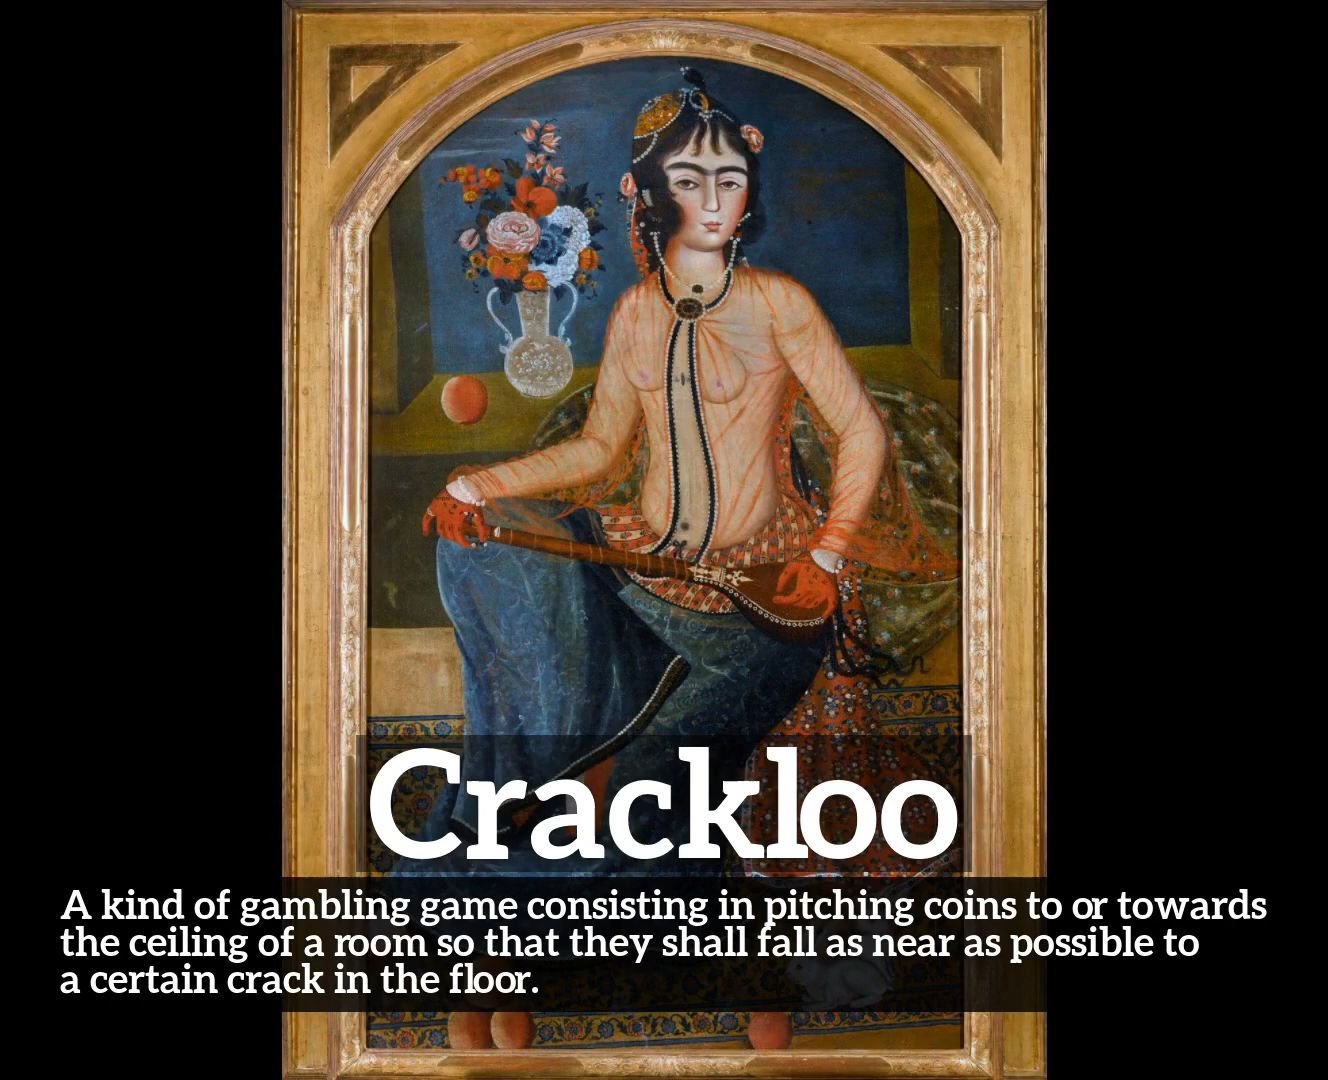 Crackloo
A kind of gambling game consisting in pitching coins to or towards
the ceiling of a room so that they shall fall as near as possible to
a certain crack in the floor.